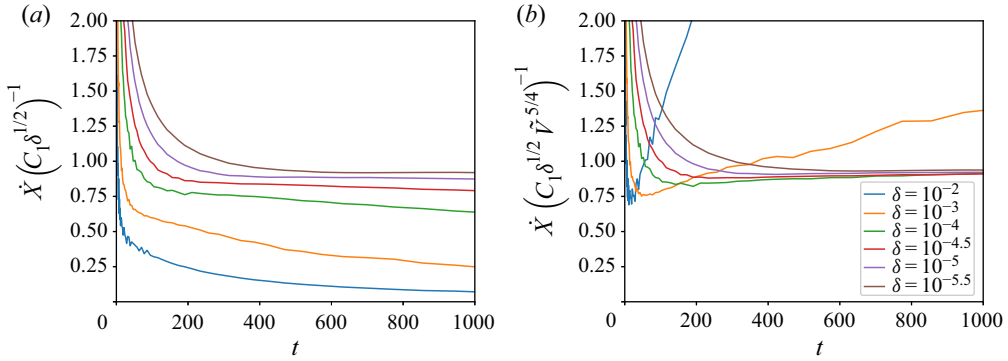 (a)
2.00
1.75
1.50
1.25
1.00
0.75
0.50
0.25
0
200
400
600
800
1000
t
Ẋ (C₁δ^{1/2})^{−1}
(b)
2.00
1.75
1.50
1.25
1.00
0.75
0.50
0.25
0
200
400
600
800
1000
t
Ẋ (C₁δ^{1/2} Ṽ^{5/4})^{−1}
δ = 10^{−2}
δ = 10^{−3}
δ = 10^{−4}
δ = 10^{−4.5}
δ = 10^{−5}
δ = 10^{−5.5}